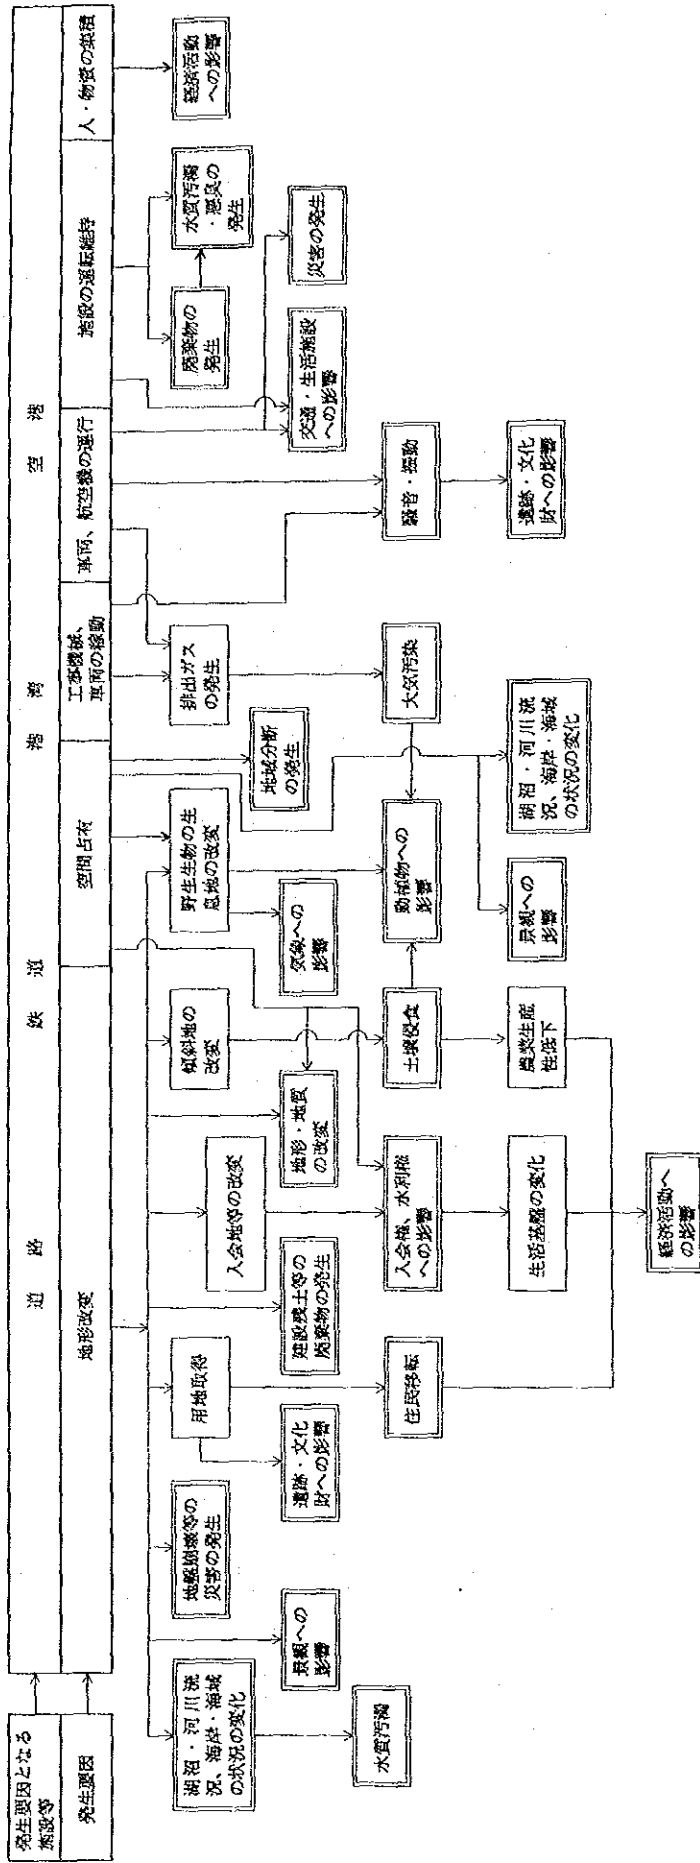 発生要因となる
施設等
道路 鉄道 港湾 空港
発生要因
地形改変
空間占有
工事機械、
車両の稼動
車両、航空機の運行
施設の運転維持
人・物資の集積
湖沼・河川流
況、海岸・海域
の状況の変化
地盤崩壊等の
災害の発生
用地取得
入会地等の改変
傾斜地の
改変
野生生物の生
息地の改変
排出ガス
の発生
廃棄物の
発生
水質汚濁
・悪臭の
発生
経済活動
への影響
景観への
影響
遺跡・文化
財への影響
建設残土等の
廃棄物の発生
地形・地質
の改変
気象への
影響
地域分断
の発生
交通・生活施設
への影響
災害の発生
水質汚濁
住民移転
入会権、水利権
への影響
土壌侵食
動植物への
影響
大気汚染
騒音・振動
生活基盤の変化
農業生産
性低下
景観への
影響
湖沼・河川流
況、海岸・海域
の状況の変化
遺跡・文化
財への影響
経済活動へ
の影響